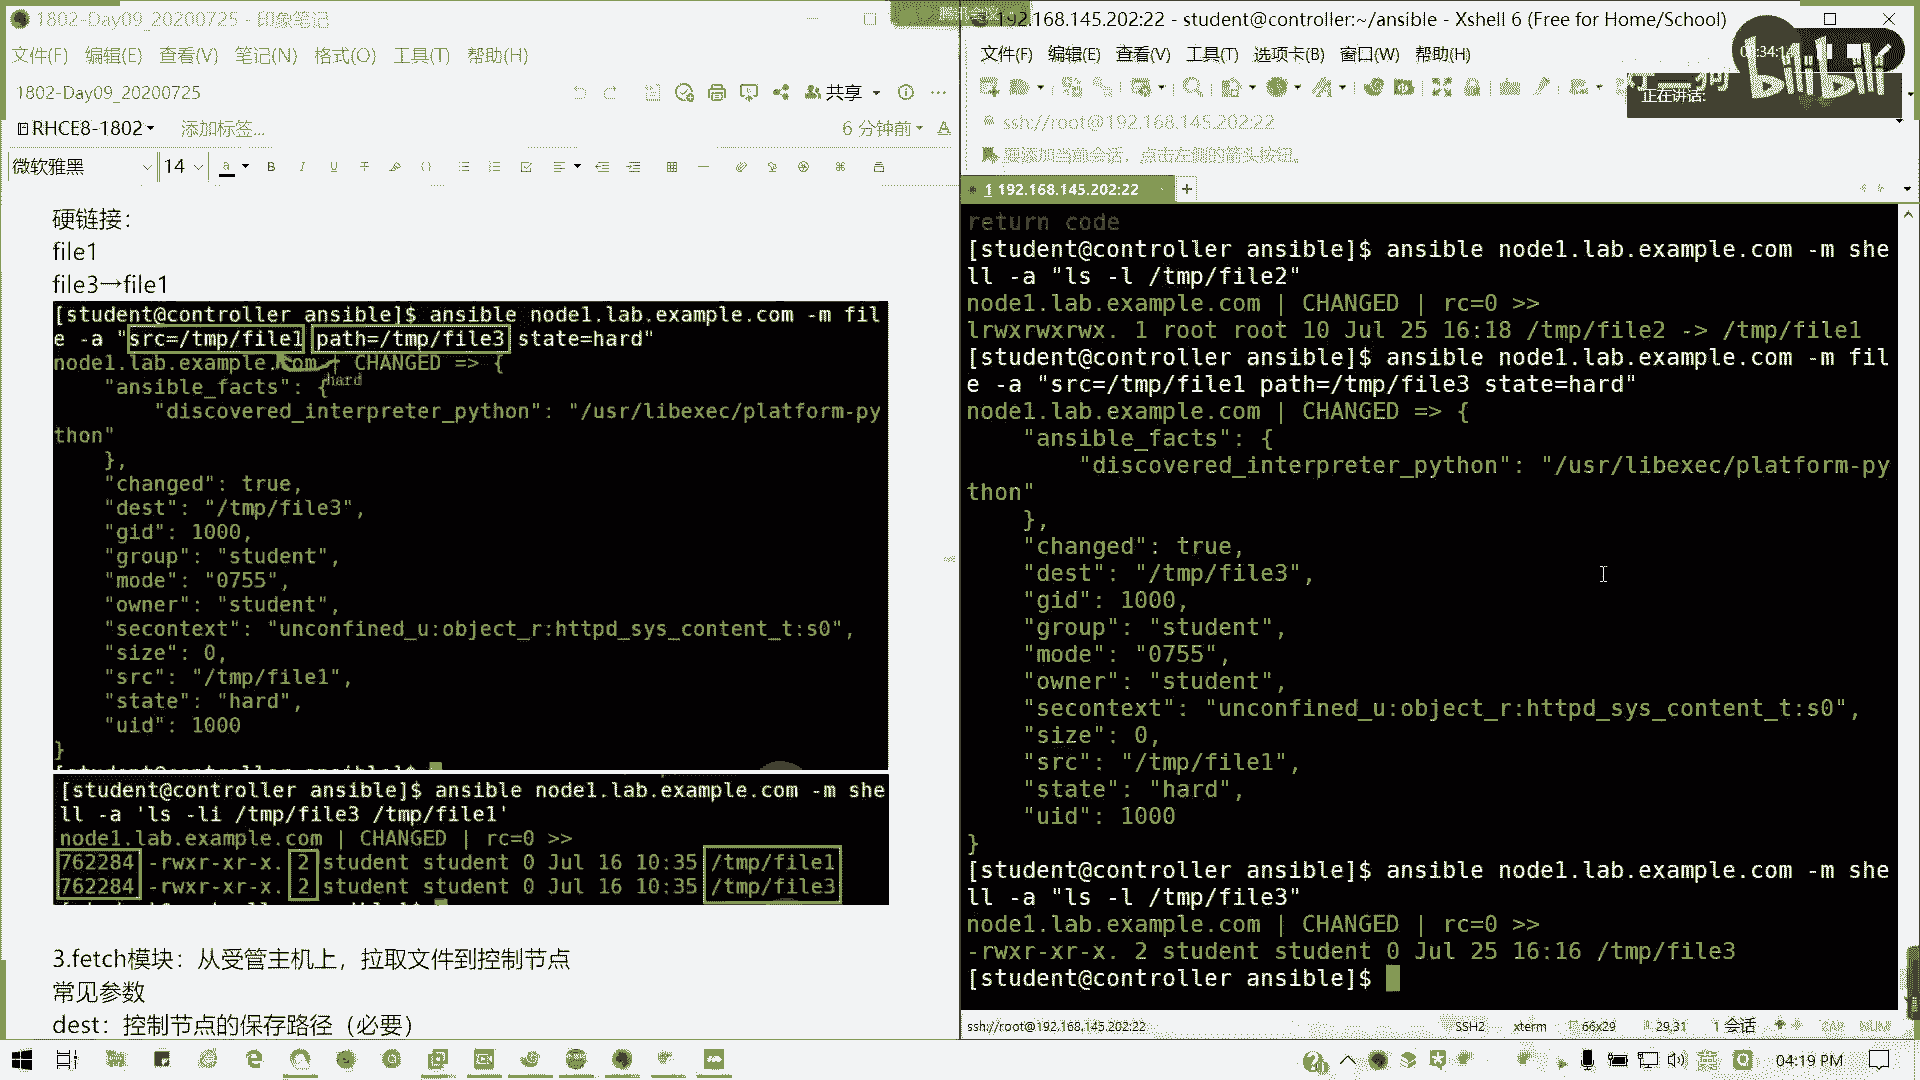 1802-Day09_20200725 - 印象笔记
文件(F) 编辑(E) 查看(V) 笔记(N) 格式(O) 工具(T) 帮助(H)
1802-Day09_20200725
共享
RHCE8-1802
添加标签...
6 分钟前
微软雅黑
14
硬链接：
file1
file3→file1
[student@controller ansible]$ ansible node1.lab.example.com -m fil
e -a "src=/tmp/file1 path=/tmp/file3 state=hard"
node1.lab.example.com | CHANGED => {
hard
"ansible_facts": {
"discovered_interpreter_python": "/usr/libexec/platform-py
thon"
},
"changed": true,
"dest": "/tmp/file3",
"gid": 1000,
"group": "student",
"mode": "0755",
"owner": "student",
"secontext": "unconfined_u:object_r:httpd_sys_content_t:s0",
"size": 0,
"src": "/tmp/file1",
"state": "hard",
"uid": 1000
}
[student@controller ansible]$ ansible node1.lab.example.com -m she
ll -a 'ls -li /tmp/file3 /tmp/file1'
node1.lab.example.com | CHANGED | rc=0 >>
762284 -rwxr-xr-x. 2 student student 0 Jul 16 10:35 /tmp/file1
762284 -rwxr-xr-x. 2 student student 0 Jul 16 10:35 /tmp/file3
3.fetch模块：从受管主机上，拉取文件到控制节点
常见参数
dest：控制节点的保存路径（必要）
192.168.145.202:22 - student@controller:~/ansible - Xshell 6 (Free for Home/School)
文件(F) 编辑(E) 查看(V) 工具(T) 选项卡(B) 窗口(W) 帮助(H)
bilibili
正在讲话:
ssh://root@192.168.145.202:22
要添加当前会话，点击左侧的箭头按钮。
1 192.168.145.202:22
return code
[student@controller ansible]$ ansible node1.lab.example.com -m she
ll -a "ls -l /tmp/file2"
node1.lab.example.com | CHANGED | rc=0 >>
lrwxrwxrwx. 1 root root 10 Jul 25 16:18 /tmp/file2 -> /tmp/file1
[student@controller ansible]$ ansible node1.lab.example.com -m fil
e -a "src=/tmp/file1 path=/tmp/file3 state=hard"
node1.lab.example.com | CHANGED => {
"ansible_facts": {
"discovered_interpreter_python": "/usr/libexec/platform-py
thon"
},
"changed": true,
"dest": "/tmp/file3",
"gid": 1000,
"group": "student",
"mode": "0755",
"owner": "student",
"secontext": "unconfined_u:object_r:httpd_sys_content_t:s0",
"size": 0,
"src": "/tmp/file1",
"state": "hard",
"uid": 1000
}
[student@controller ansible]$ ansible node1.lab.example.com -m she
ll -a "ls -l /tmp/file3"
node1.lab.example.com | CHANGED | rc=0 >>
-rwxr-xr-x. 2 student student 0 Jul 25 16:16 /tmp/file3
[student@controller ansible]$
ssh://root@192.168.145.202:22 SSH2 xterm 66x29 29,31 1 会话 CAP NUM
04:19 PM